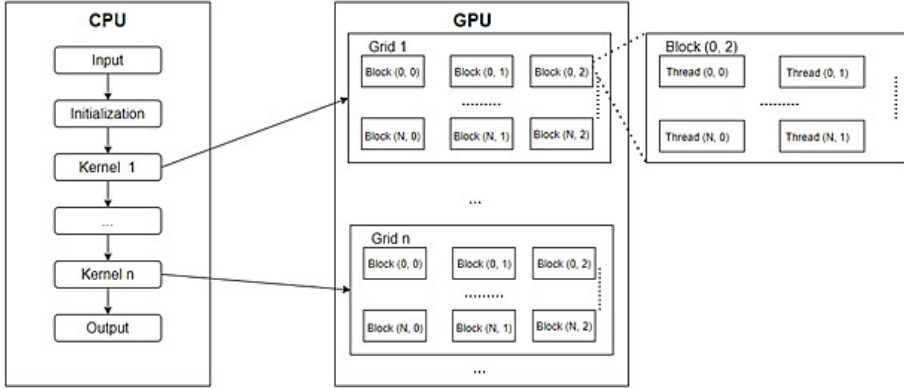 CPU
Input
Initialization
Kernel 1
...
Kernel n
Output
GPU
Grid 1
Block (0, 0) Block (0, 1) Block (0, 2)
.........
Block (N, 0) Block (N, 1) Block (N, 2)
...
Grid n
Block (0, 0) Block (0, 1) Block (0, 2)
.........
Block (N, 0) Block (N, 1) Block (N, 2)
...
Block (0, 2)
Thread (0, 0) Thread (0, 1)
.........
Thread (N, 0) Thread (N, 1)